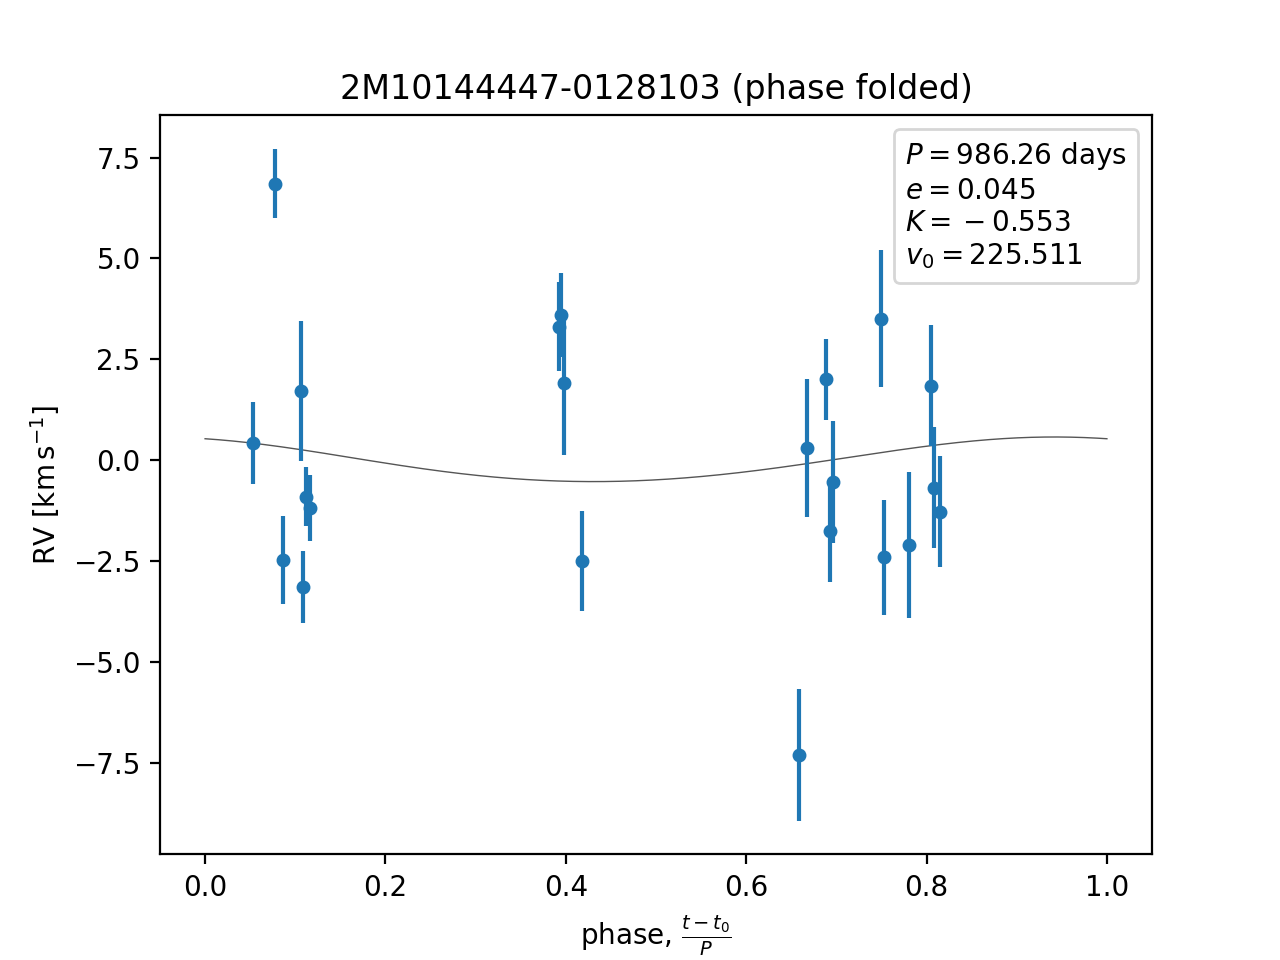 2M10144447-0128103 (phase folded)
P = 986.26 days
e = 0.045
K = −0.553
v₀ = 225.511
7.5
5.0
2.5
0.0
−2.5
−5.0
−7.5
RV [km s⁻¹]
0.0 0.2 0.4 0.6 0.8 1.0
phase, (t − t₀)/P